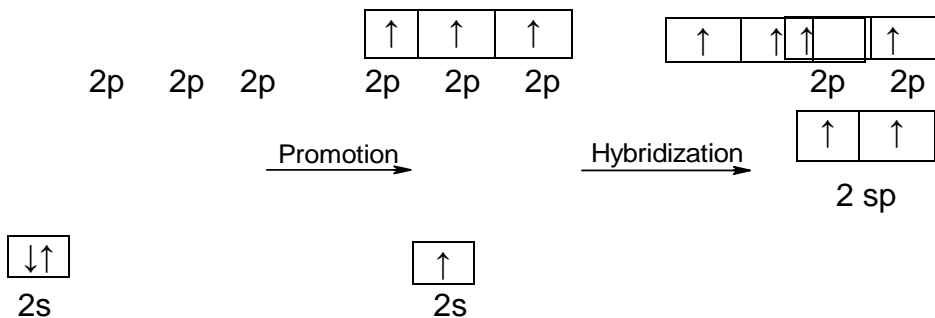 ↑ ↑ ↑ ↑ ↑ ↑ ↑
2p 2p 2p 2p 2p 2p 2p 2p
↑ ↑
Promotion Hybridization
2 sp
↓↑ ↑
2s 2s